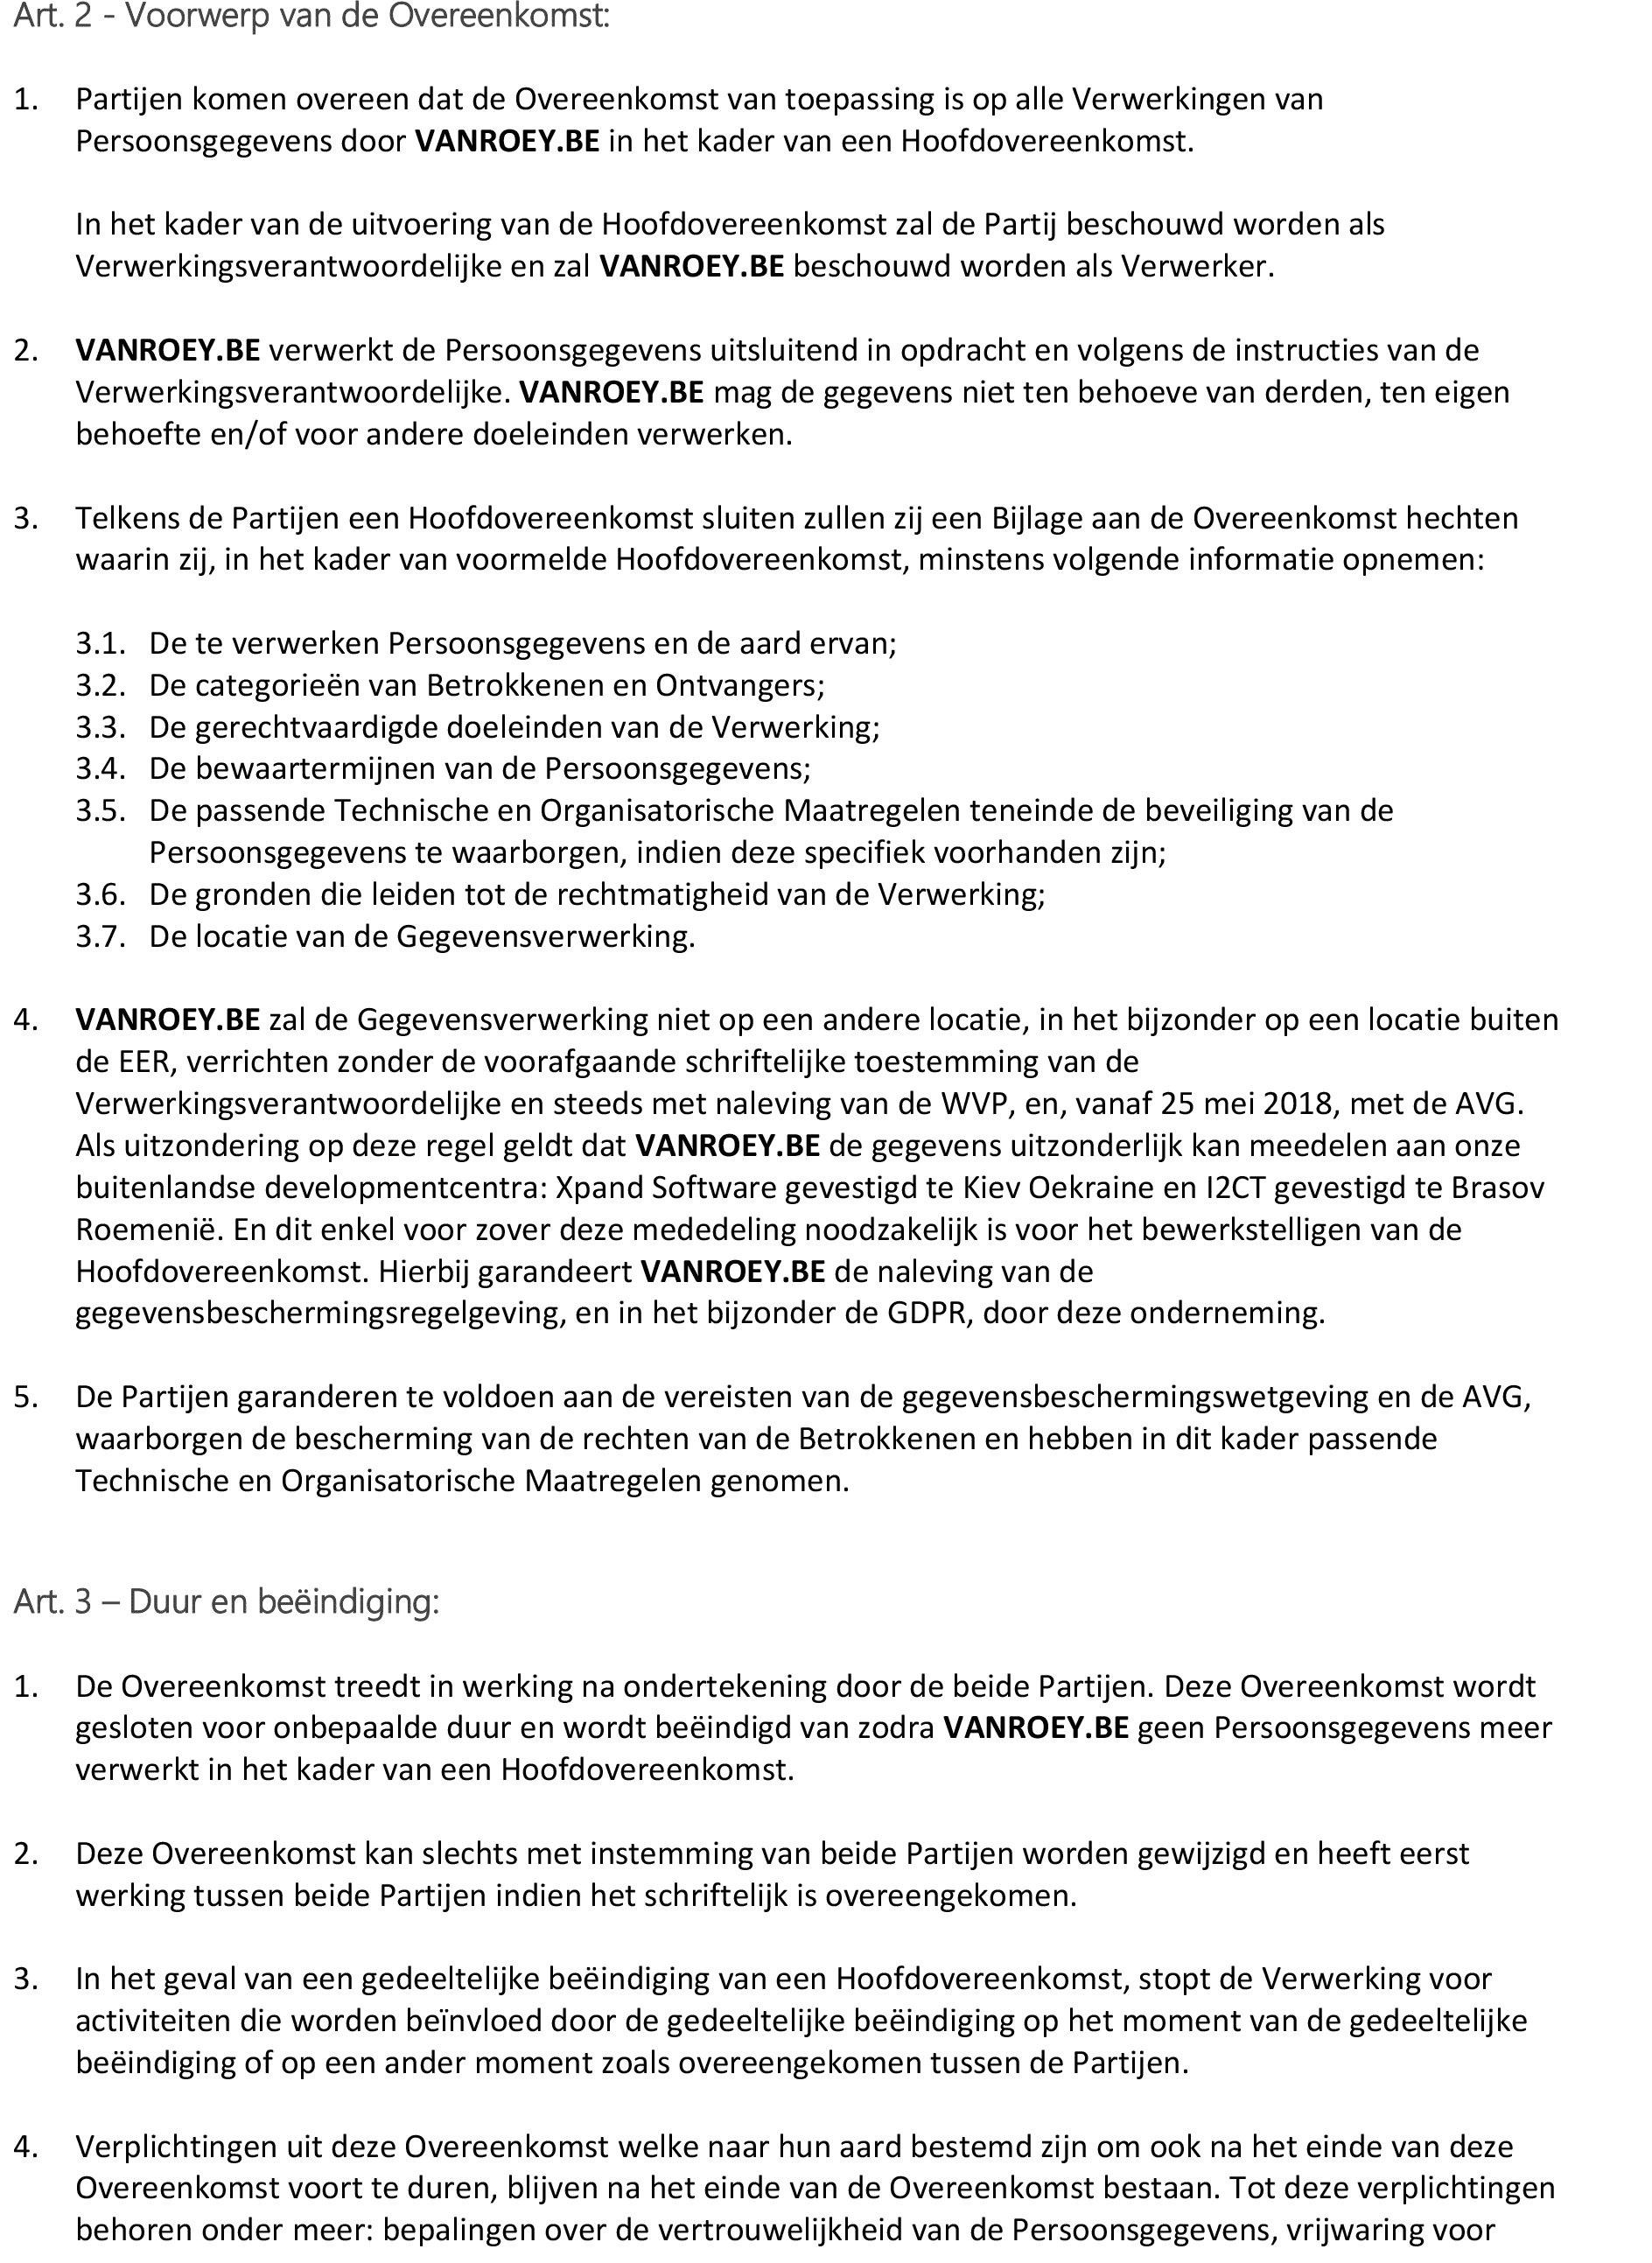 Art. 2 - Voorwerp van de Overeenkomst:
1. Partijen komen overeen dat de Overeenkomst van toepassing is op alle Verwerkingen van
Persoonsgegevens door VANROEY.BE in het kader van een Hoofdovereenkomst.
In het kader van de uitvoering van de Hoofdovereenkomst zal de Partij beschouwd worden als
Verwerkingsverantwoordelijke en zal VANROEY.BE beschouwd worden als Verwerker.
2. VANROEY.BE verwerkt de Persoonsgegevens uitsluitend in opdracht en volgens de instructies van de
Verwerkingsverantwoordelijke. VANROEY.BE mag de gegevens niet ten behoeve van derden, ten eigen
behoefte en/of voor andere doeleinden verwerken.
3. Telkens de Partijen een Hoofdovereenkomst sluiten zullen zij een Bijlage aan de Overeenkomst hechten
waarin zij, in het kader van voormelde Hoofdovereenkomst, minstens volgende informatie opnemen:
3.1. De te verwerken Persoonsgegevens en de aard ervan;
3.2. De categorieën van Betrokkenen en Ontvangers;
3.3. De gerechtvaardigde doeleinden van de Verwerking;
3.4. De bewaartermijnen van de Persoonsgegevens;
3.5. De passende Technische en Organisatorische Maatregelen teneinde de beveiliging van de
Persoonsgegevens te waarborgen, indien deze specifiek voorhanden zijn;
3.6. De gronden die leiden tot de rechtmatigheid van de Verwerking;
3.7. De locatie van de Gegevensverwerking.
4. VANROEY.BE zal de Gegevensverwerking niet op een andere locatie, in het bijzonder op een locatie buiten
de EER, verrichten zonder de voorafgaande schriftelijke toestemming van de
Verwerkingsverantwoordelijke en steeds met naleving van de WVP, en, vanaf 25 mei 2018, met de AVG.
Als uitzondering op deze regel geldt dat VANROEY.BE de gegevens uitzonderlijk kan meedelen aan onze
buitenlandse developmentcentra: Xpand Software gevestigd te Kiev Oekraine en I2CT gevestigd te Brasov
Roemenië. En dit enkel voor zover deze mededeling noodzakelijk is voor het bewerkstelligen van de
Hoofdovereenkomst. Hierbij garandeert VANROEY.BE de naleving van de
gegevensbeschermingsregelgeving, en in het bijzonder de GDPR, door deze onderneming.
5. De Partijen garanderen te voldoen aan de vereisten van de gegevensbeschermingswetgeving en de AVG,
waarborgen de bescherming van de rechten van de Betrokkenen en hebben in dit kader passende
Technische en Organisatorische Maatregelen genomen.
Art. 3 – Duur en beëindiging:
1. De Overeenkomst treedt in werking na ondertekening door de beide Partijen. Deze Overeenkomst wordt
gesloten voor onbepaalde duur en wordt beëindigd van zodra VANROEY.BE geen Persoonsgegevens meer
verwerkt in het kader van een Hoofdovereenkomst.
2. Deze Overeenkomst kan slechts met instemming van beide Partijen worden gewijzigd en heeft eerst
werking tussen beide Partijen indien het schriftelijk is overeengekomen.
3. In het geval van een gedeeltelijke beëindiging van een Hoofdovereenkomst, stopt de Verwerking voor
activiteiten die worden beïnvloed door de gedeeltelijke beëindiging op het moment van de gedeeltelijke
beëindiging of op een ander moment zoals overeengekomen tussen de Partijen.
4. Verplichtingen uit deze Overeenkomst welke naar hun aard bestemd zijn om ook na het einde van deze
Overeenkomst voort te duren, blijven na het einde van de Overeenkomst bestaan. Tot deze verplichtingen
behoren onder meer: bepalingen over de vertrouwelijkheid van de Persoonsgegevens, vrijwaring voor